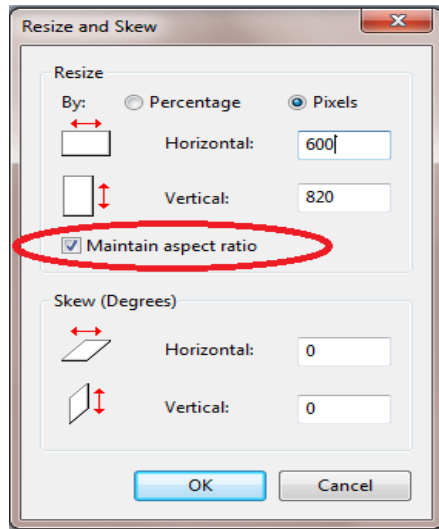 Resize and Skew
Resize
By: Percentage Pixels
Horizontal: 600
Vertical: 820
Maintain aspect ratio
Skew (Degrees)
Horizontal: 0
Vertical: 0
OK Cancel